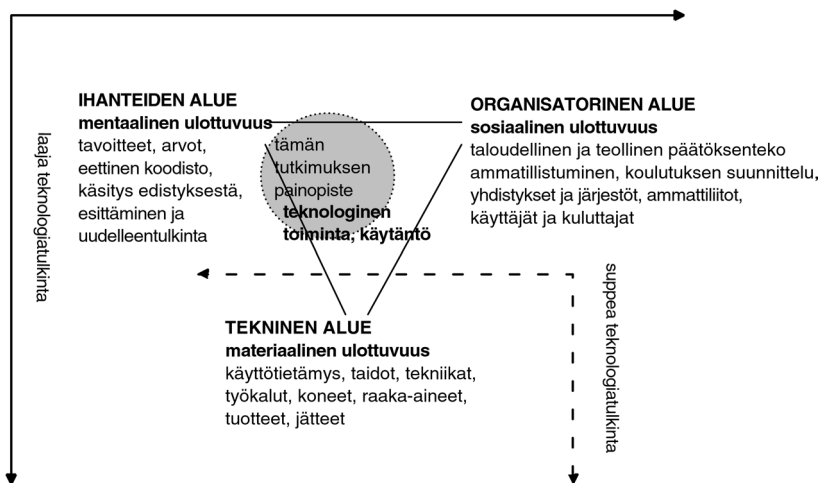 IHANTEIDEN ALUE
mentaalinen ulottuvuus
tavoitteet, arvot,
eettinen koodisto,
käsitys edistyksestä,
esittäminen ja
uudelleentulkinta
tämän
tutkimuksen
painopiste
teknologinen
toiminta, käytäntö
ORGANISATORINEN ALUE
sosiaalinen ulottuvuus
taloudellinen ja teollinen päätöksenteko
ammatillistuminen, koulutuksen suunnittelu,
yhdistykset ja järjestöt, ammattiliitot,
käyttäjät ja kuluttajat
laaja teknologiatulkinta
suppea teknologiatulkinta
TEKNINEN ALUE
materiaalinen ulottuvuus
käyttötietämys, taidot, tekniikat,
työkalut, koneet, raaka-aineet,
tuotteet, jätteet